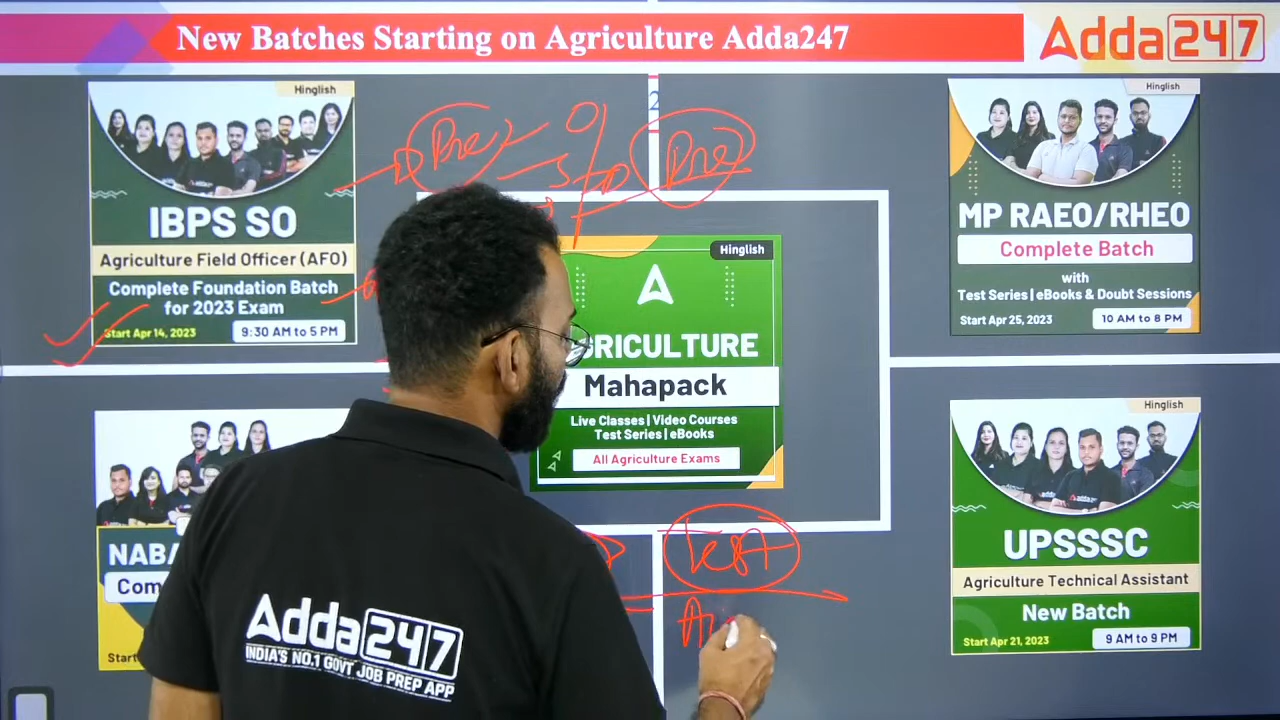 New Batches Starting on Agriculture Adda247
Adda247
Hinglish
IBPS SO
Agriculture Field Officer (AFO)
Complete Foundation Batch
for 2023 Exam
Start Apr 14, 2023
9:30 AM to 5 PM
Pre
Pre
2
Hinglish
MP RAEO/RHEO
Complete Batch
with
Test Series | eBooks & Doubt Sessions
Start Apr 25, 2023
10 AM to 8 PM
Hinglish
AGRICULTURE
Mahapack
Live Classes | Video Courses
Test Series | eBooks
All Agriculture Exams
NABA
Com
Start
Test
Hinglish
UPSSSC
Agriculture Technical Assistant
New Batch
Start Apr 21, 2023
9 AM to 9 PM
Adda247
INDIA'S NO.1 GOVT JOB PREP APP